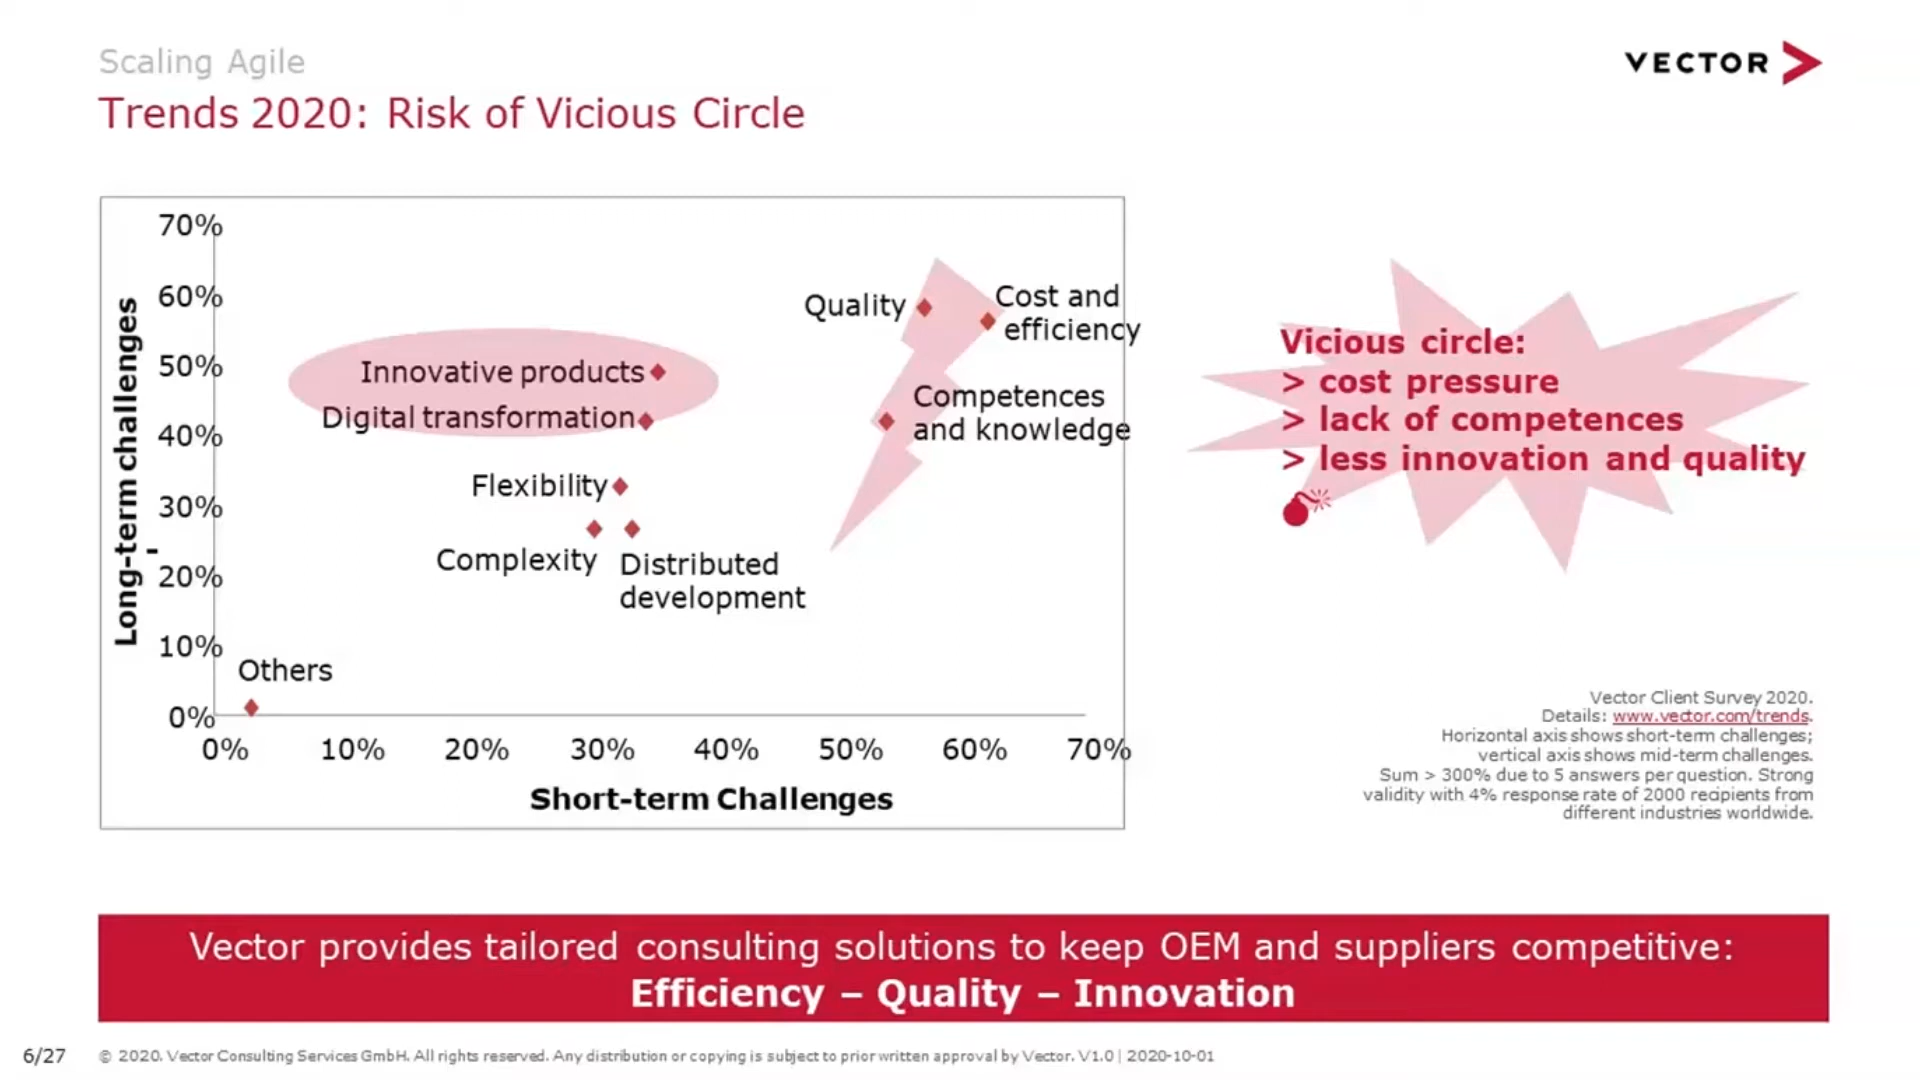 Scaling Agile
VECTOR
Trends 2020: Risk of Vicious Circle
70%
60%
50%
40%
30%
20%
10%
0%
Long-term challenges
-
Quality
Cost and
efficiency
Innovative products
Digital transformation
Competences
and knowledge
Flexibility
Complexity
Distributed
development
Others
0% 10% 20% 30% 40% 50% 60% 70%
Short-term Challenges
Vicious circle:
> cost pressure
> lack of competences
> less innovation and quality
Vector Client Survey 2020.
Details: www.vector.com/trends.
Horizontal axis shows short-term challenges;
vertical axis shows mid-term challenges.
Sum > 300% due to 5 answers per question. Strong
validity with 4% response rate of 2000 recipients from
different industries worldwide.
Vector provides tailored consulting solutions to keep OEM and suppliers competitive:
Efficiency – Quality – Innovation
6/27
© 2020. Vector Consulting Services GmbH. All rights reserved. Any distribution or copying is subject to prior written approval by Vector. V1.0 | 2020-10-01